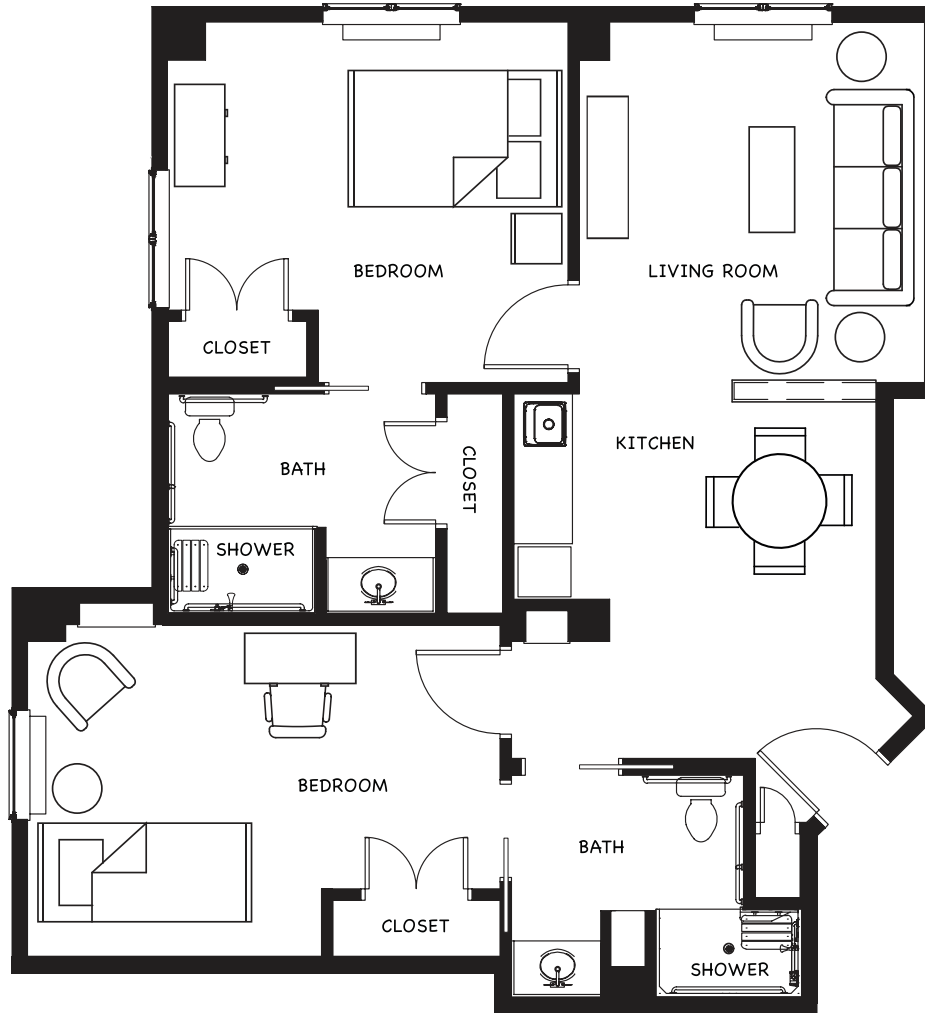 BEDROOM
LIVING ROOM
CLOSET
KITCHEN
BATH
CLOSET
SHOWER
BEDROOM
BATH
CLOSET
SHOWER